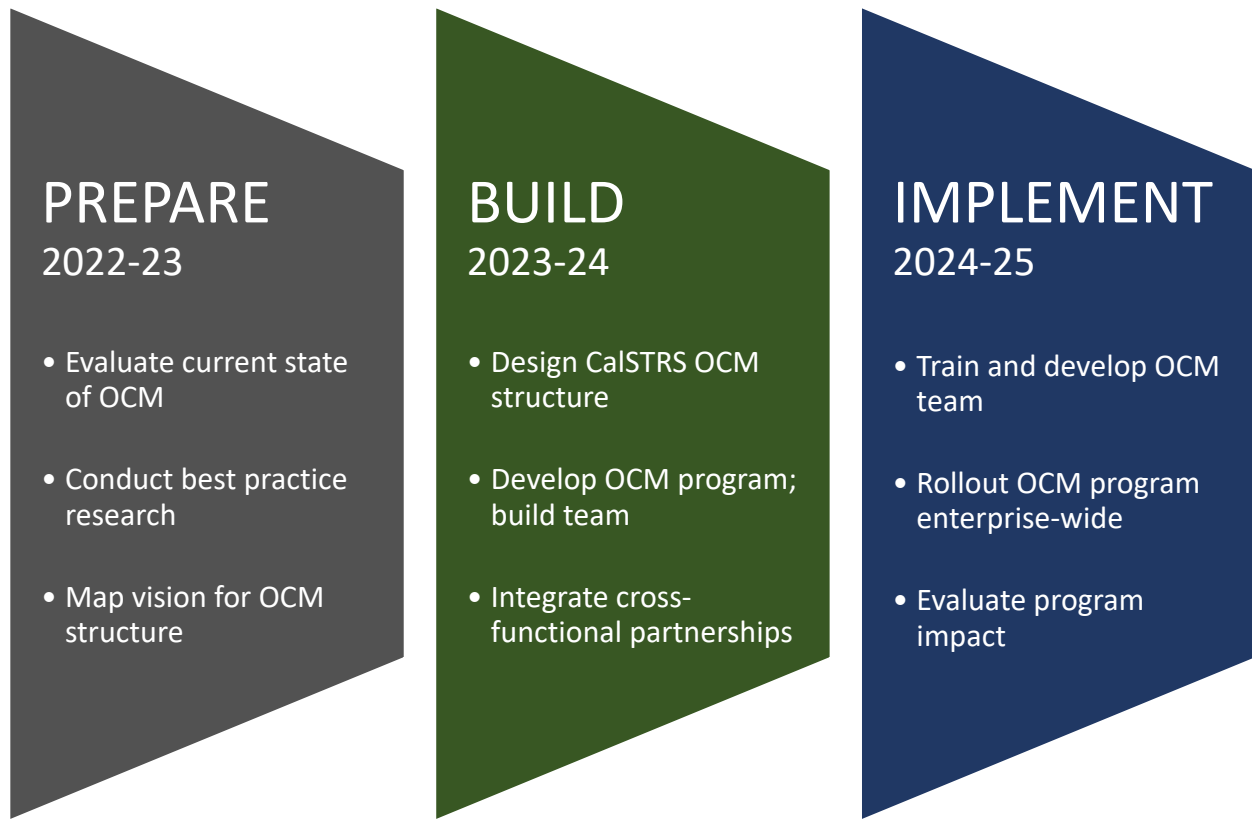 PREPARE
2022-23
• Evaluate current state
of OCM
• Conduct best practice
research
• Map vision for OCM
structure
BUILD
2023-24
• Design CalSTRS OCM
structure
• Develop OCM program;
build team
• Integrate cross-
functional partnerships
IMPLEMENT
2024-25
• Train and develop OCM
team
• Rollout OCM program
enterprise-wide
• Evaluate program
impact